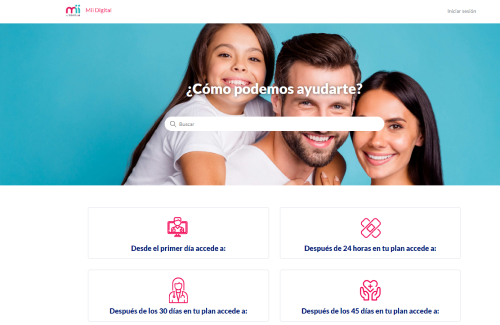 mii
Mii Digital
Iniciar sesión
¿Cómo podemos ayudarte?
Buscar
Desde el primer día accede a:
Después de 24 horas en tu plan accede a:
Después de los 30 días en tu plan accede a:
Después de los 45 días en tu plan accede a: